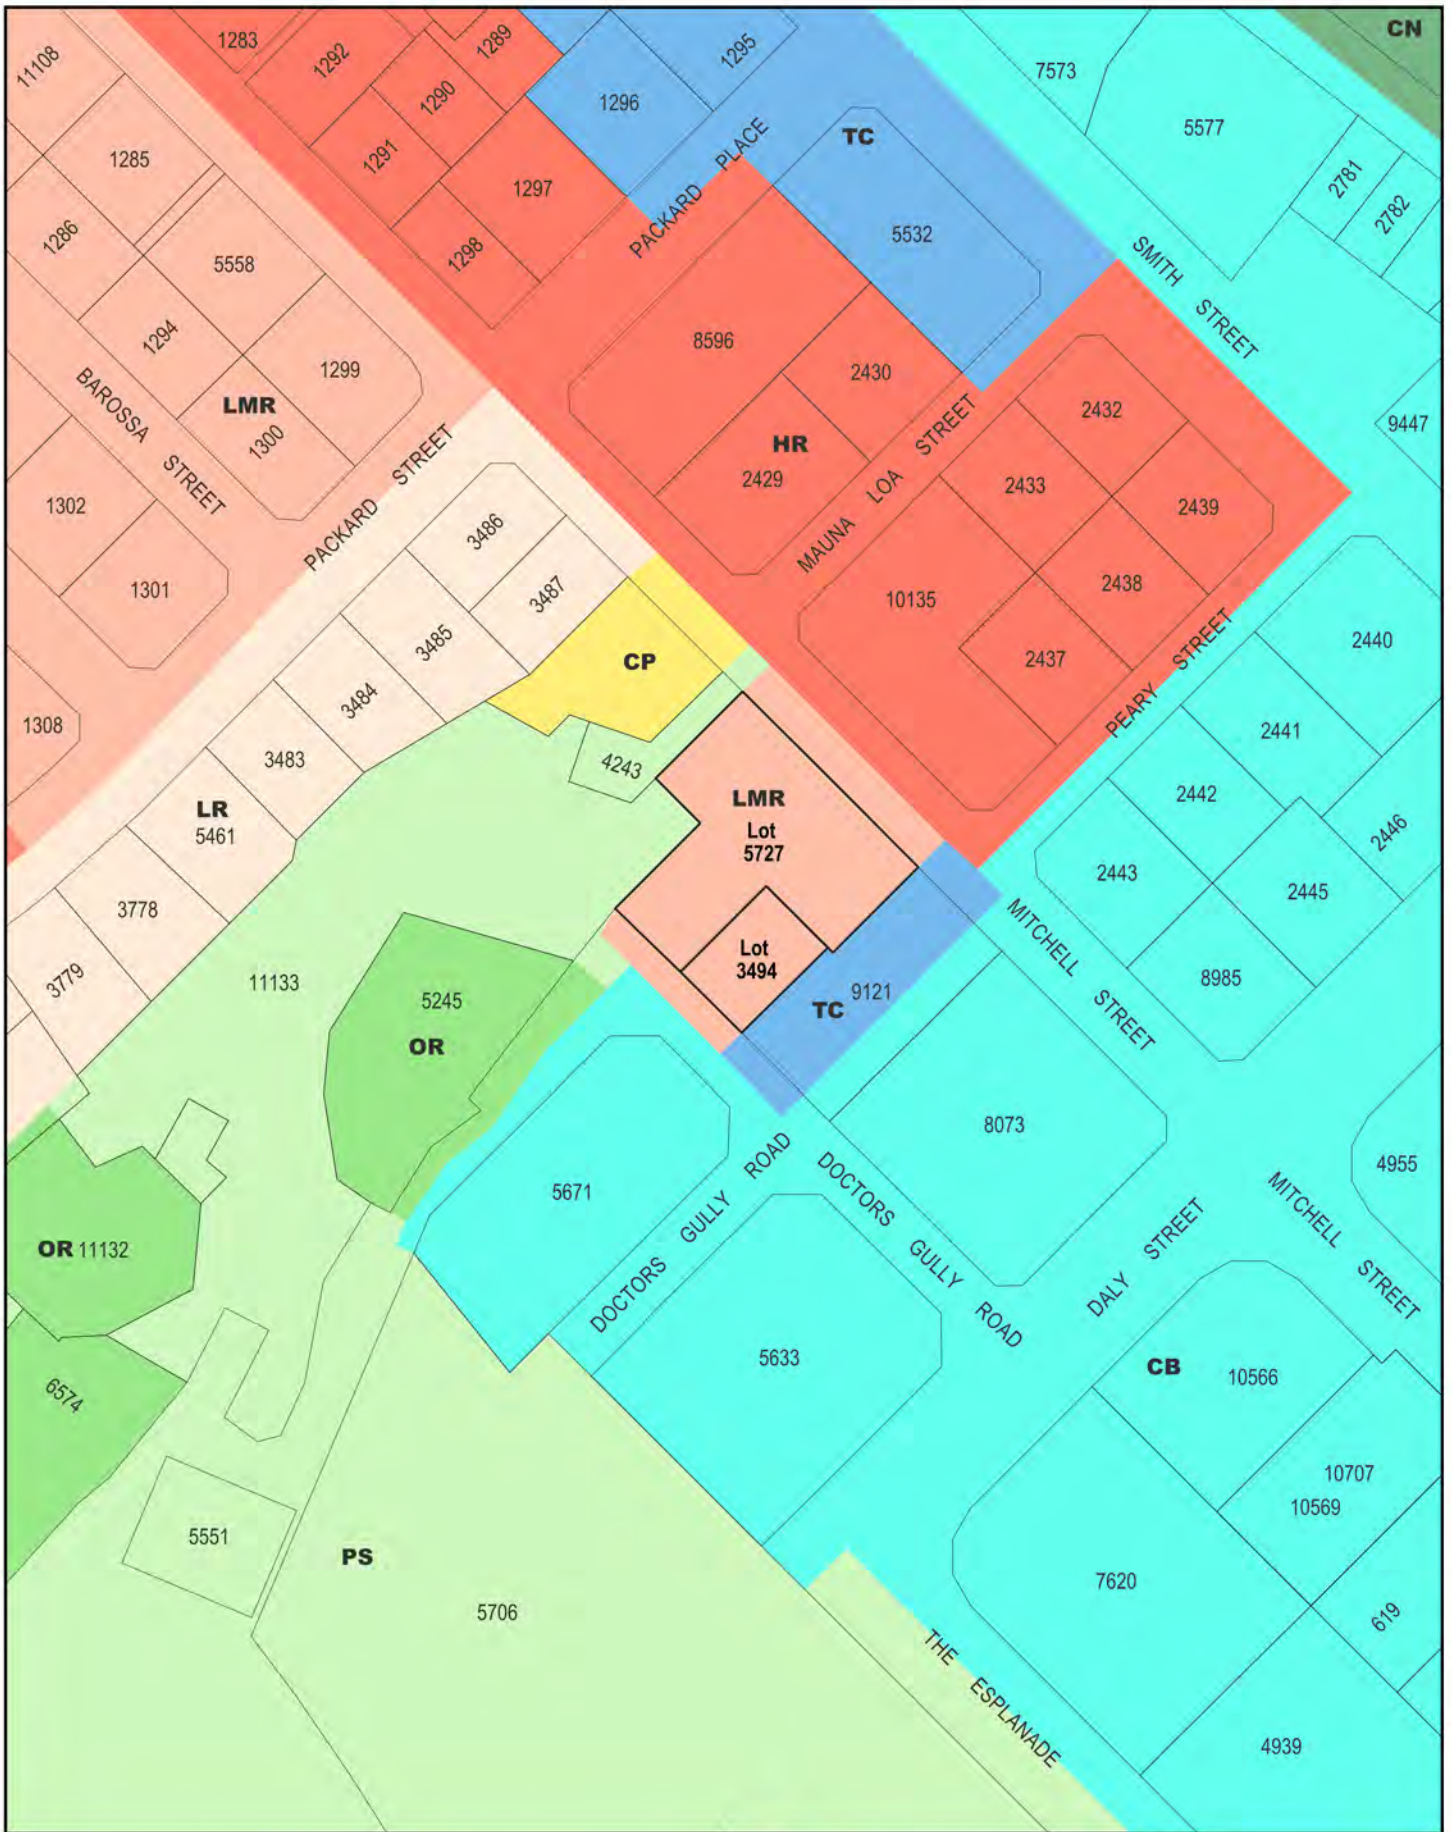 CN
11108
1283
1292
1289
1295
7573
1290
1296
5577
TC
PACKARD PLACE
1285
1291
1297
2781
2782
1286
1298
5532
5558
SMITH STREET
1294
8596
1299
2430
LMR
1300
BAROSSA STREET
2432
9447
HR
2429
MAUNA LOA STREET
2433
2439
1302
PACKARD STREET
3486
1301
3487
10135
2438
3485
CP
2437
PEARY STREET
2440
3484
1308
2441
3483
4243
LMR
2442
LR
5461
Lot
5727
2446
2443
2445
3778
Lot
3494
MITCHELL STREET
3779
11133
5245
TC
9121
8985
OR
8073
5671
4955
DOCTORS GULLY ROAD
DOCTORS GULLY ROAD
DALY STREET
MITCHELL STREET
OR
11132
5633
CB
10566
6574
10707
10569
5551
PS
7620
5706
619
THE ESPLANADE
4939